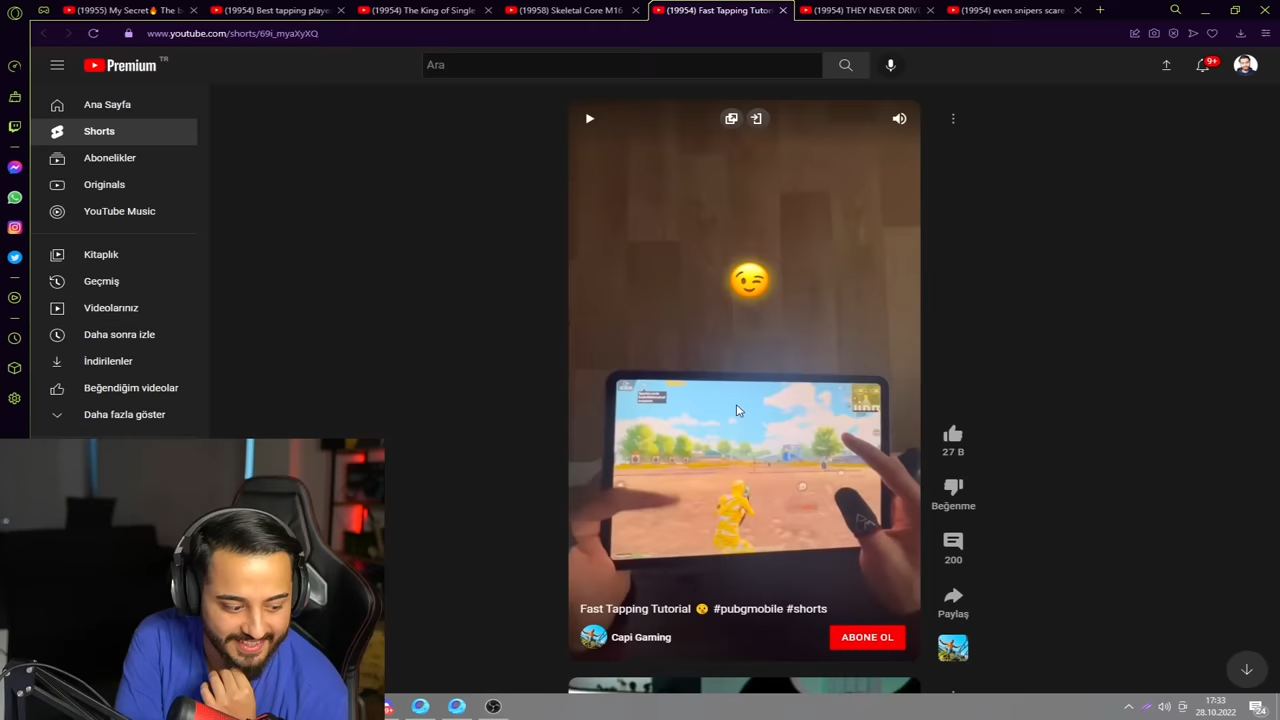 (19955) My Secret🔥 The b
(19954) Best tapping playe
(19954) The King of Single
(19958) Skeletal Core M16
(19954) Fast Tapping Tutor
(19954) THEY NEVER DRIV
(19954) even snipers scare
www.youtube.com/shorts/69i_myaXyXQ
Premium TR
Ara
9+
Ana Sayfa
Shorts
Abonelikler
Originals
YouTube Music
Kitaplık
Geçmiş
Videolarınız
Daha sonra izle
İndirilenler
Beğendiğim videolar
Daha fazla göster
27 B
Beğenme
200
Paylaş
Fast Tapping Tutorial 😮 #pubgmobile #shorts
Capi Gaming
ABONE OL
9+
17:33
28.10.2022
24